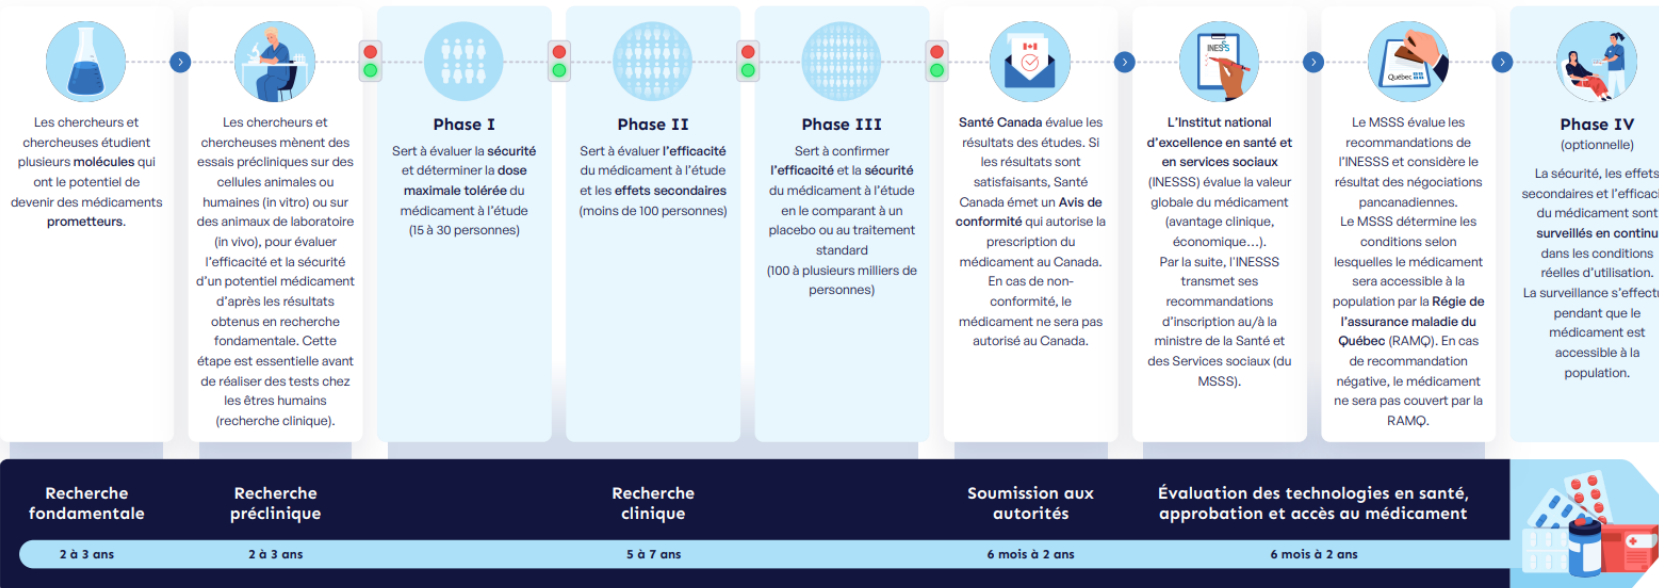 Les chercheurs et
chercheuses étudient
plusieurs molécules qui
ont le potentiel de
devenir des médicaments
prometteurs.
Les chercheurs et
chercheuses mènent des
essais précliniques sur des
cellules animales ou
humaines (in vitro) ou sur
des animaux de laboratoire
(in vivo), pour évaluer
l'efficacité et la sécurité
d'un potentiel médicament
d'après les résultats
obtenus en recherche
fondamentale. Cette
étape est essentielle avant
de réaliser des tests chez
les êtres humains
(recherche clinique).
Phase I
Sert à évaluer la sécurité
et déterminer la dose
maximale tolérée du
médicament à l'étude
(15 à 30 personnes)
Phase II
Sert à évaluer l'efficacité
du médicament à l'étude
et les effets secondaires
(moins de 100 personnes)
Phase III
Sert à confirmer
l'efficacité et la sécurité
du médicament à l'étude
en le comparant à un
placebo ou au traitement
standard
(100 à plusieurs milliers de
personnes)
Santé Canada évalue les
résultats des études. Si
les résultats sont
satisfaisants, Santé
Canada émet un Avis de
conformité qui autorise la
prescription du
médicament au Canada.
En cas de non-
conformité, le
médicament ne sera pas
autorisé au Canada.
INESSS
L'Institut national
d'excellence en santé et
en services sociaux
(INESSS) évalue la valeur
globale du médicament
(avantage clinique,
économique...).
Par la suite, l'INESSS
transmet ses
recommandations
d'inscription au/à la
ministre de la Santé et
des Services sociaux (du
MSSS).
Québec
Le MSSS évalue les
recommandations de
l'INESSS et considère le
résultat des négociations
pancanadiennes.
Le MSSS détermine les
conditions selon
lesquelles le médicament
sera accessible à la
population par la Régie de
l'assurance maladie du
Québec (RAMQ). En cas
de recommandation
négative, le médicament
ne sera pas couvert par la
RAMQ.
Phase IV
(optionnelle)
La sécurité, les effets
secondaires et l'efficaci
du médicament sont
surveillés en continu
dans les conditions
réelles d'utilisation.
La surveillance s'effectu
pendant que le
médicament est
accessible à la
population.
Recherche
fondamentale
2 à 3 ans
Recherche
préclinique
2 à 3 ans
Recherche
clinique
5 à 7 ans
Soumission aux
autorités
6 mois à 2 ans
Évaluation des technologies en santé,
approbation et accès au médicament
6 mois à 2 ans